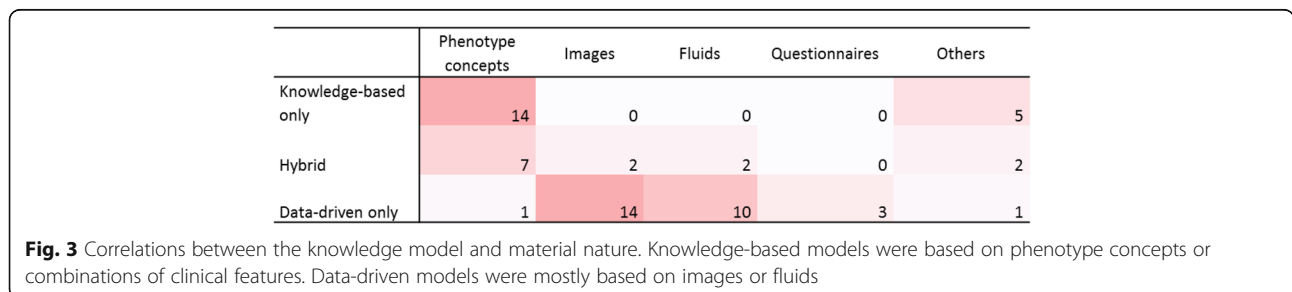 Phenotype concepts Images Fluids Questionnaires Others
Knowledge-based only 14 0 0 0 5
Hybrid 7 2 2 0 2
Data-driven only 1 14 10 3 1
Fig. 3 Correlations between the knowledge model and material nature. Knowledge-based models were based on phenotype concepts or
combinations of clinical features. Data-driven models were mostly based on images or fluids